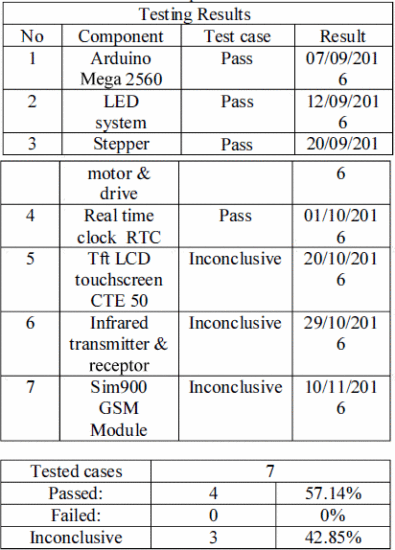 Testing Results
No Component Test case Result
1 Arduino Pass 07/09/201
Mega 2560 6
2 LED Pass 12/09/201
system 6
3 Stepper Pass 20/09/201
motor & 6
drive
4 Real time Pass 01/10/201
clock RTC 6
5 Tft LCD Inconclusive 20/10/201
touchscreen 6
CTE 50
6 Infrared Inconclusive 29/10/201
transmitter & 6
receptor
7 Sim900 Inconclusive 10/11/201
GSM 6
Module
Tested cases 7
Passed: 4 57.14%
Failed: 0 0%
Inconclusive 3 42.85%